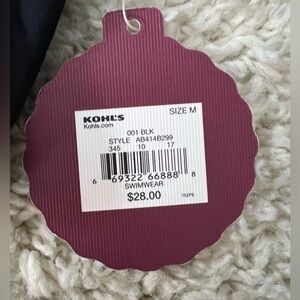 KOHL'S
Kohls.com
SIZE M
001 BLK
STYLE AB414B299
345 10 17
6 69322 66888 8
SWIMWEAR
$28.00